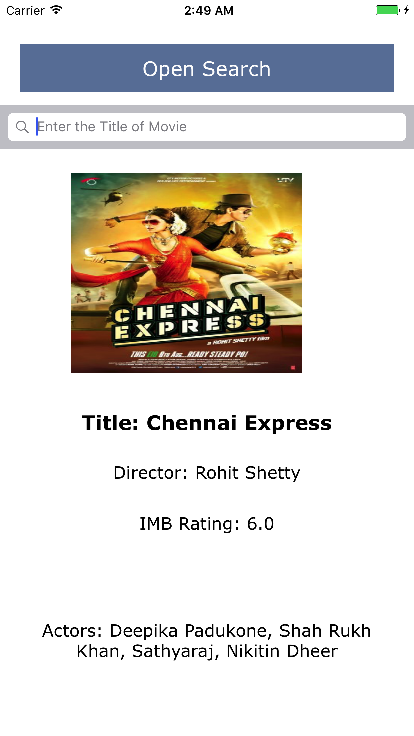 Carrier
2:49 AM
Open Search
Enter the Title of Movie
UTV
CHENNAI
EXPRESS
A ROHIT SHETTY FILM
THIS EID 8TH AUG...READY STEADY PO!
Title: Chennai Express
Director: Rohit Shetty
IMB Rating: 6.0
Actors: Deepika Padukone, Shah Rukh
Khan, Sathyaraj, Nikitin Dheer